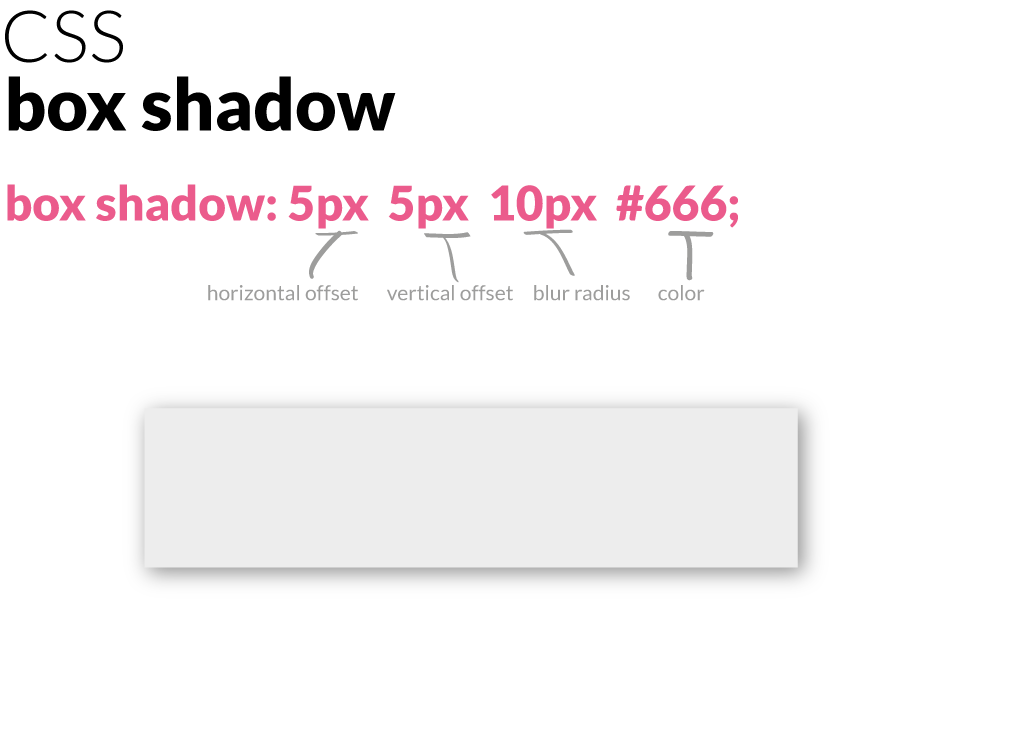 CSS
box shadow
box shadow: 5px 5px 10px #666;
horizontal offset vertical offset blur radius color